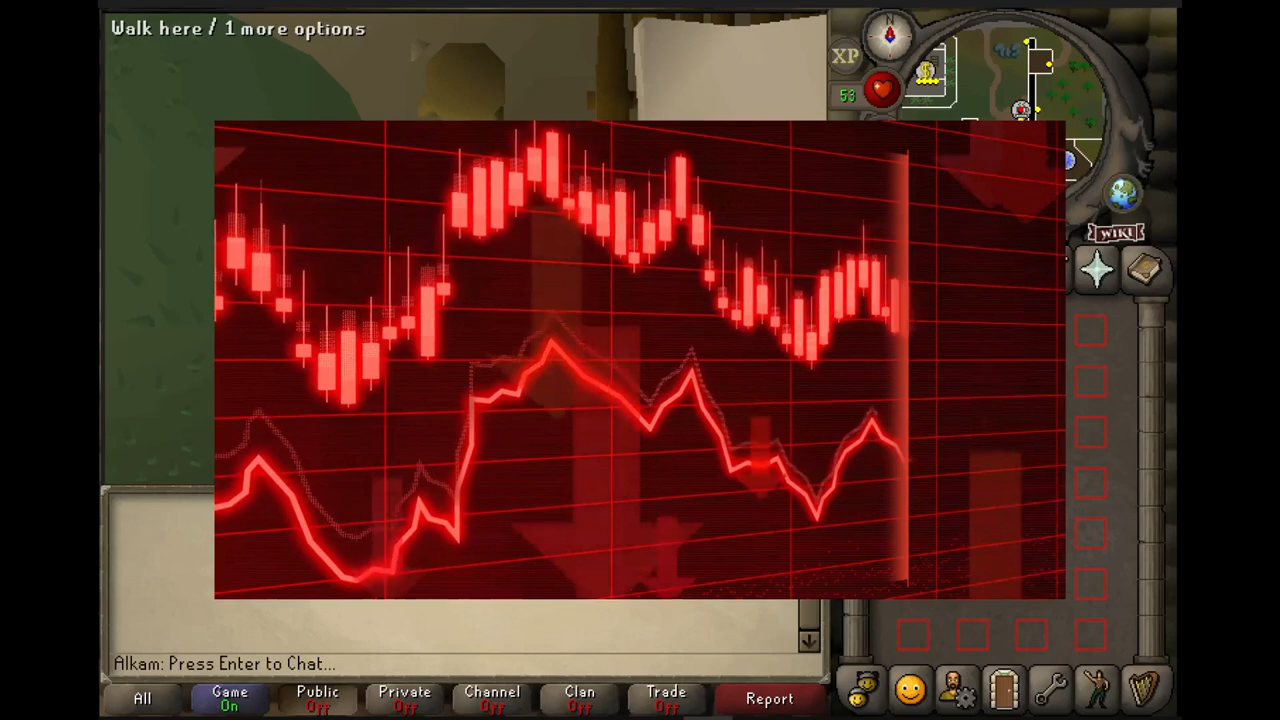 Walk here / 1 more options
N
XP
53
WIKI
Alkam: Press Enter to Chat...
All
Game
On
Public
Off
Private
Off
Channel
Off
Clan
Off
Trade
Off
Report